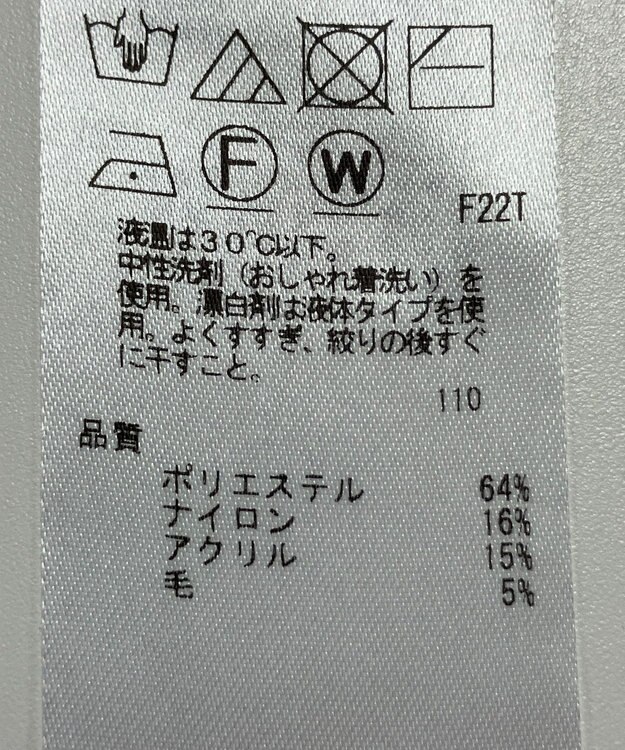 F W
F22T
液温は30℃以下。
中性洗剤（おしゃれ着洗い）を
使用。漂白剤は液体タイプを使
用。よくすすぎ、絞りの後すぐ
に干すこと。
110
品質
ポリエステル 64%
ナイロン 16%
アクリル 15%
毛 5%